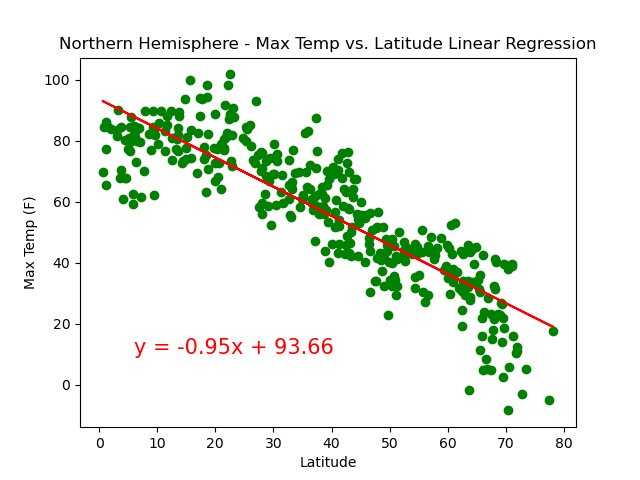 Northern Hemisphere - Max Temp vs. Latitude Linear Regression
Max Temp (F)
100
80
60
40
20
0
y = -0.95x + 93.66
0 10 20 30 40 50 60 70 80
Latitude